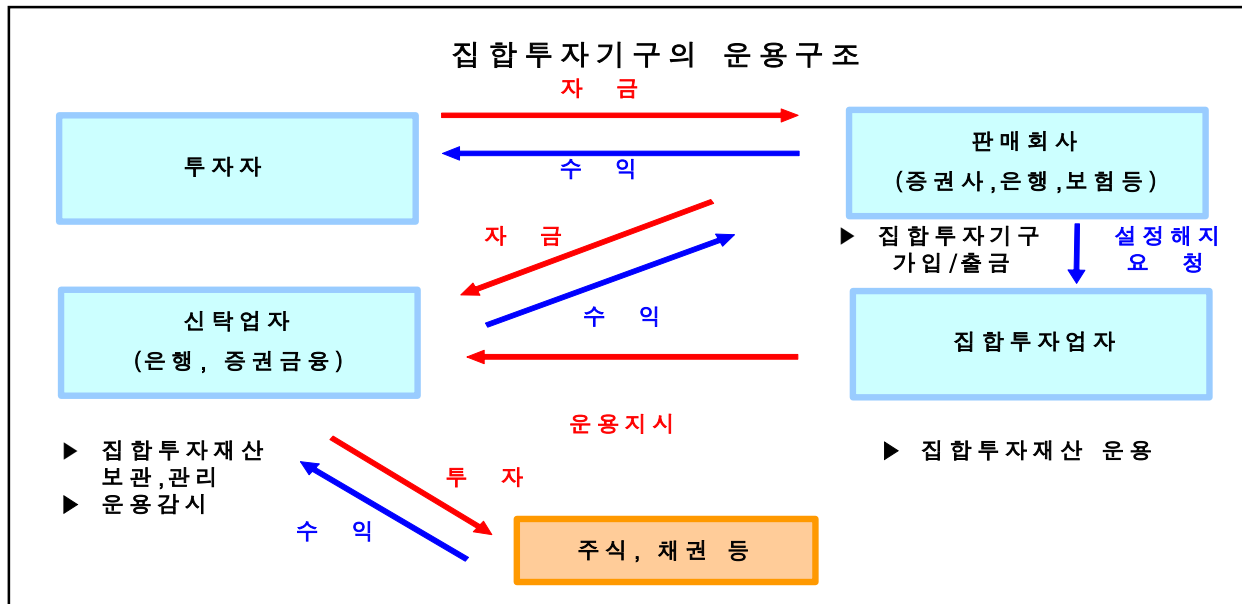 집합투자기구의 운용구조
자 금
투자자
수 익
판매회사
(증권사,은행,보험등)
자 금
▶ 집합투자기구
가입/출금
설정해지
요 청
수 익
신탁업자
(은행, 증권금융)
집합투자업자
운용지시
▶ 집합투자재산
보관,관리
▶ 운용감시
▶ 집합투자재산 운용
투 자
수 익
주식, 채권 등